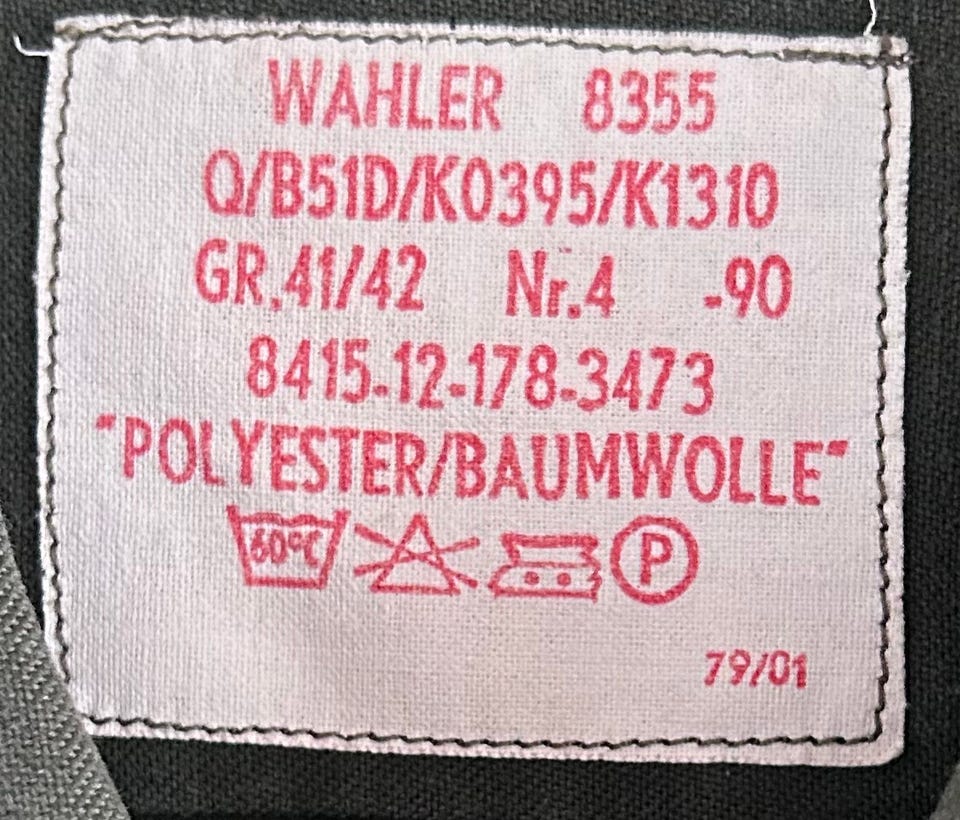 WAHLER 8355
Q/B51D/K0395/K1310
GR.41/42 Nr.4 -90
8415-12-178-3473
"POLYESTER/BAUMWOLLE"
60°C P
79/01